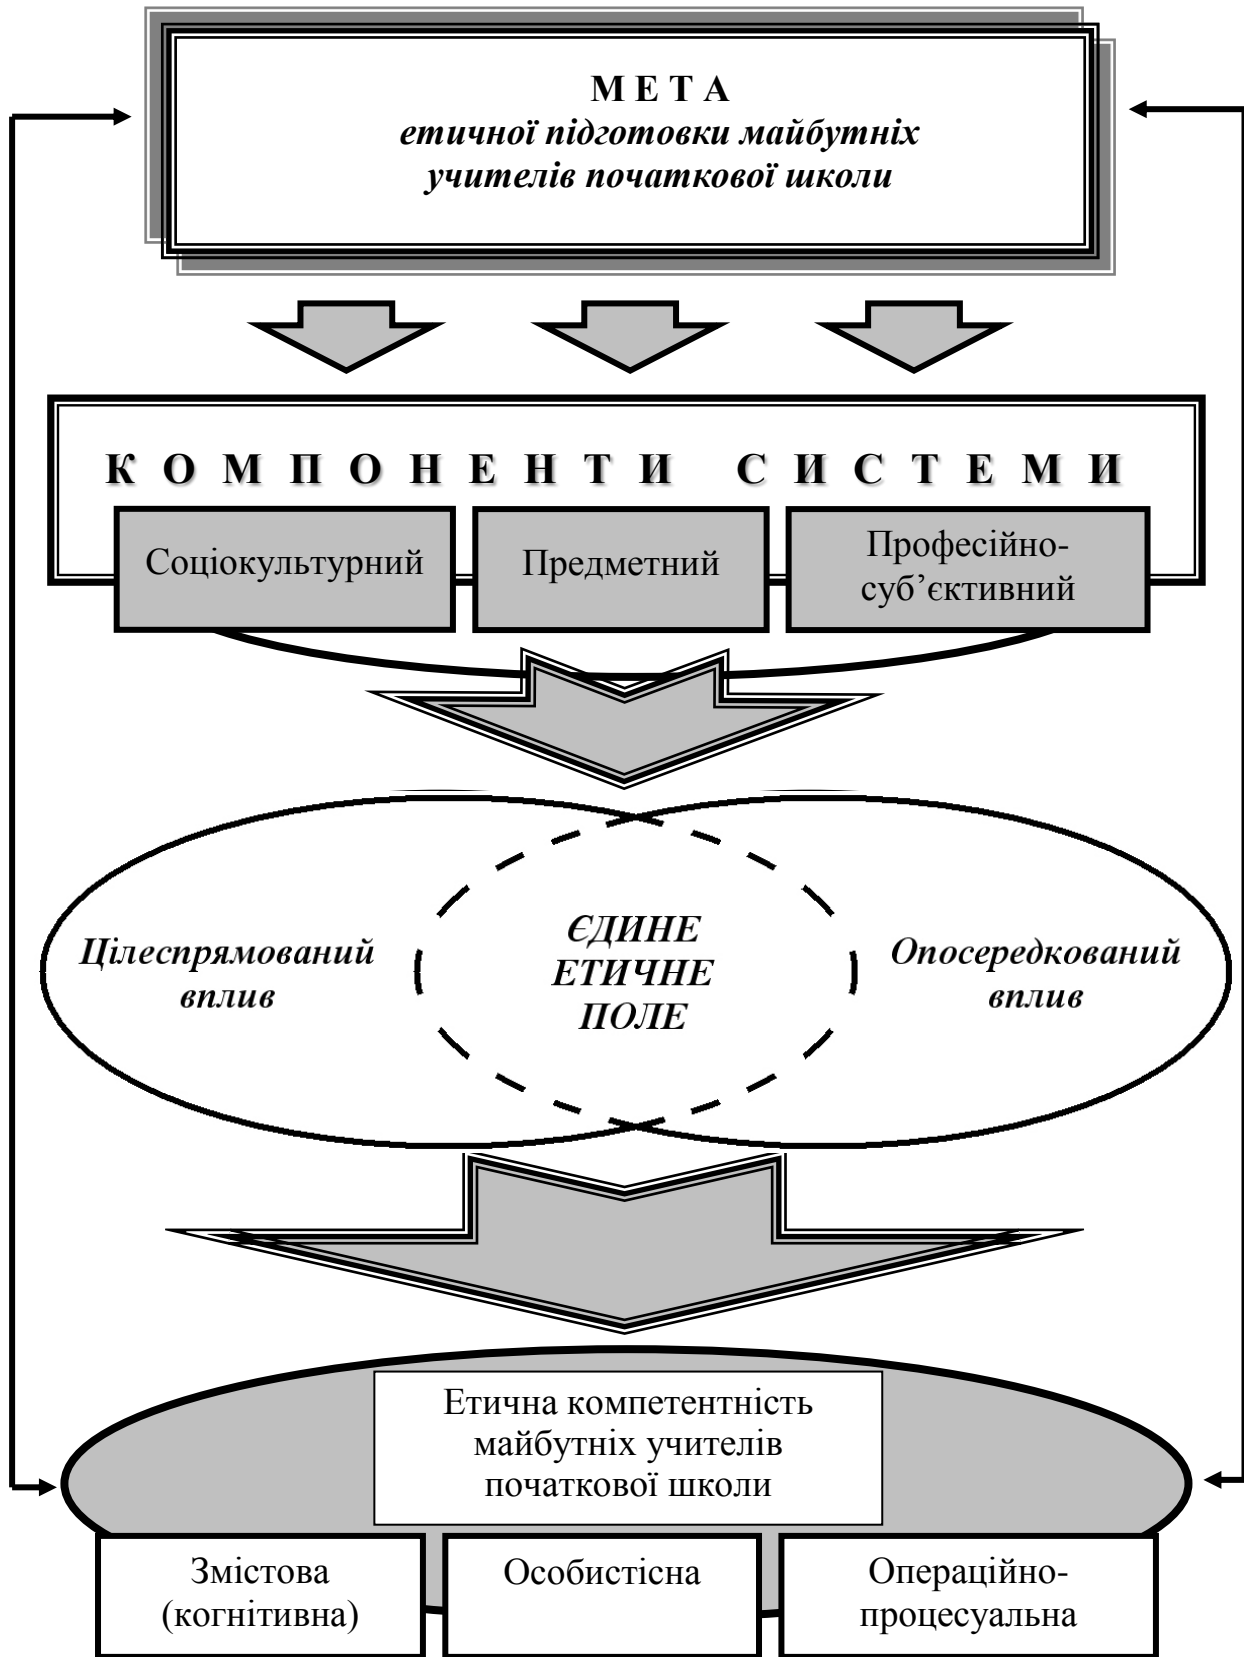 М Е Т А
етичної підготовки майбутніх
учителів початкової школи
К О М П О Н Е Н Т И С И С Т Е М И
Соціокультурний
Предметний
Професійно-
суб’єктивний
Цілеспрямований
вплив
ЄДИНЕ
ЕТИЧНЕ
ПОЛЕ
Опосередкований
вплив
Етична компетентність
майбутніх учителів
початкової школи
Змістова
(когнітивна)
Особистісна
Операційно-
процесуальна